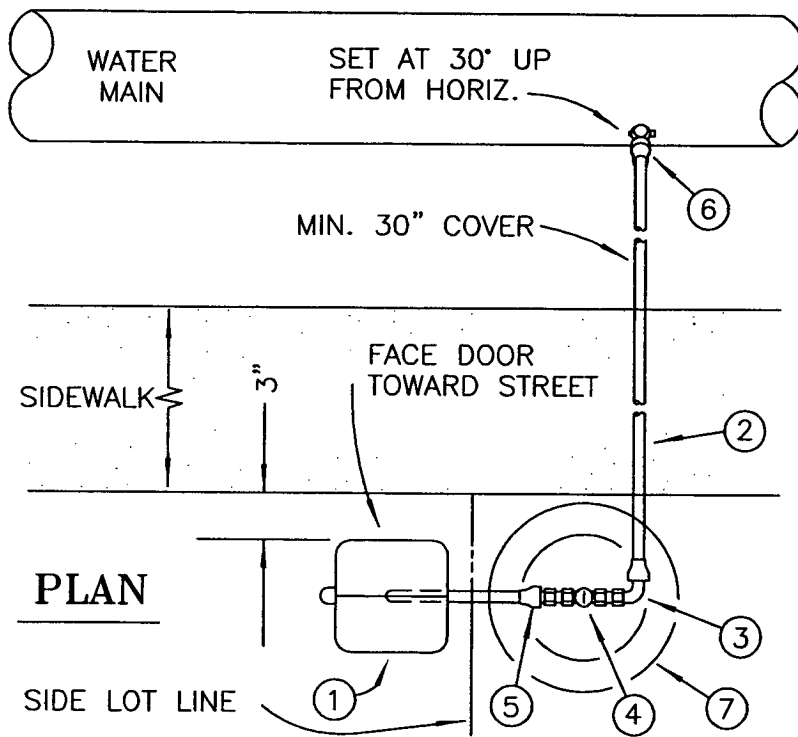 WATER
MAIN
SET AT 30° UP
FROM HORIZ.
6
MIN. 30" COVER
FACE DOOR
TOWARD STREET
3"
SIDEWALK
2
PLAN
3
1
5
4
7
SIDE LOT LINE